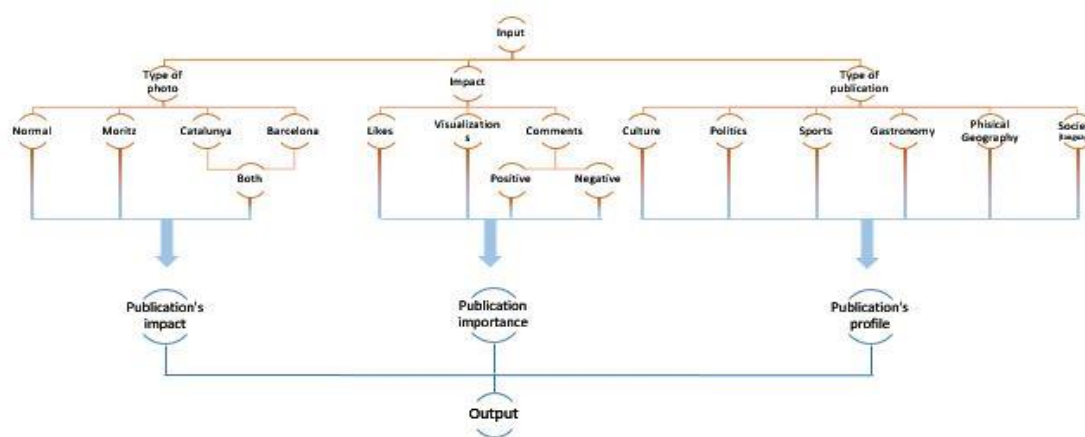 Input
Type of
photo
Impact
Type of
publication
Normal
Moritz
Catalunya
Barcelona
Likes
Visualization
s
Comments
Culture
Politics
Sports
Gastronomy
Phisical
Geography
Both
Positive
Negative
Publication's
impact
Publication
importance
Publication's
profile
Output